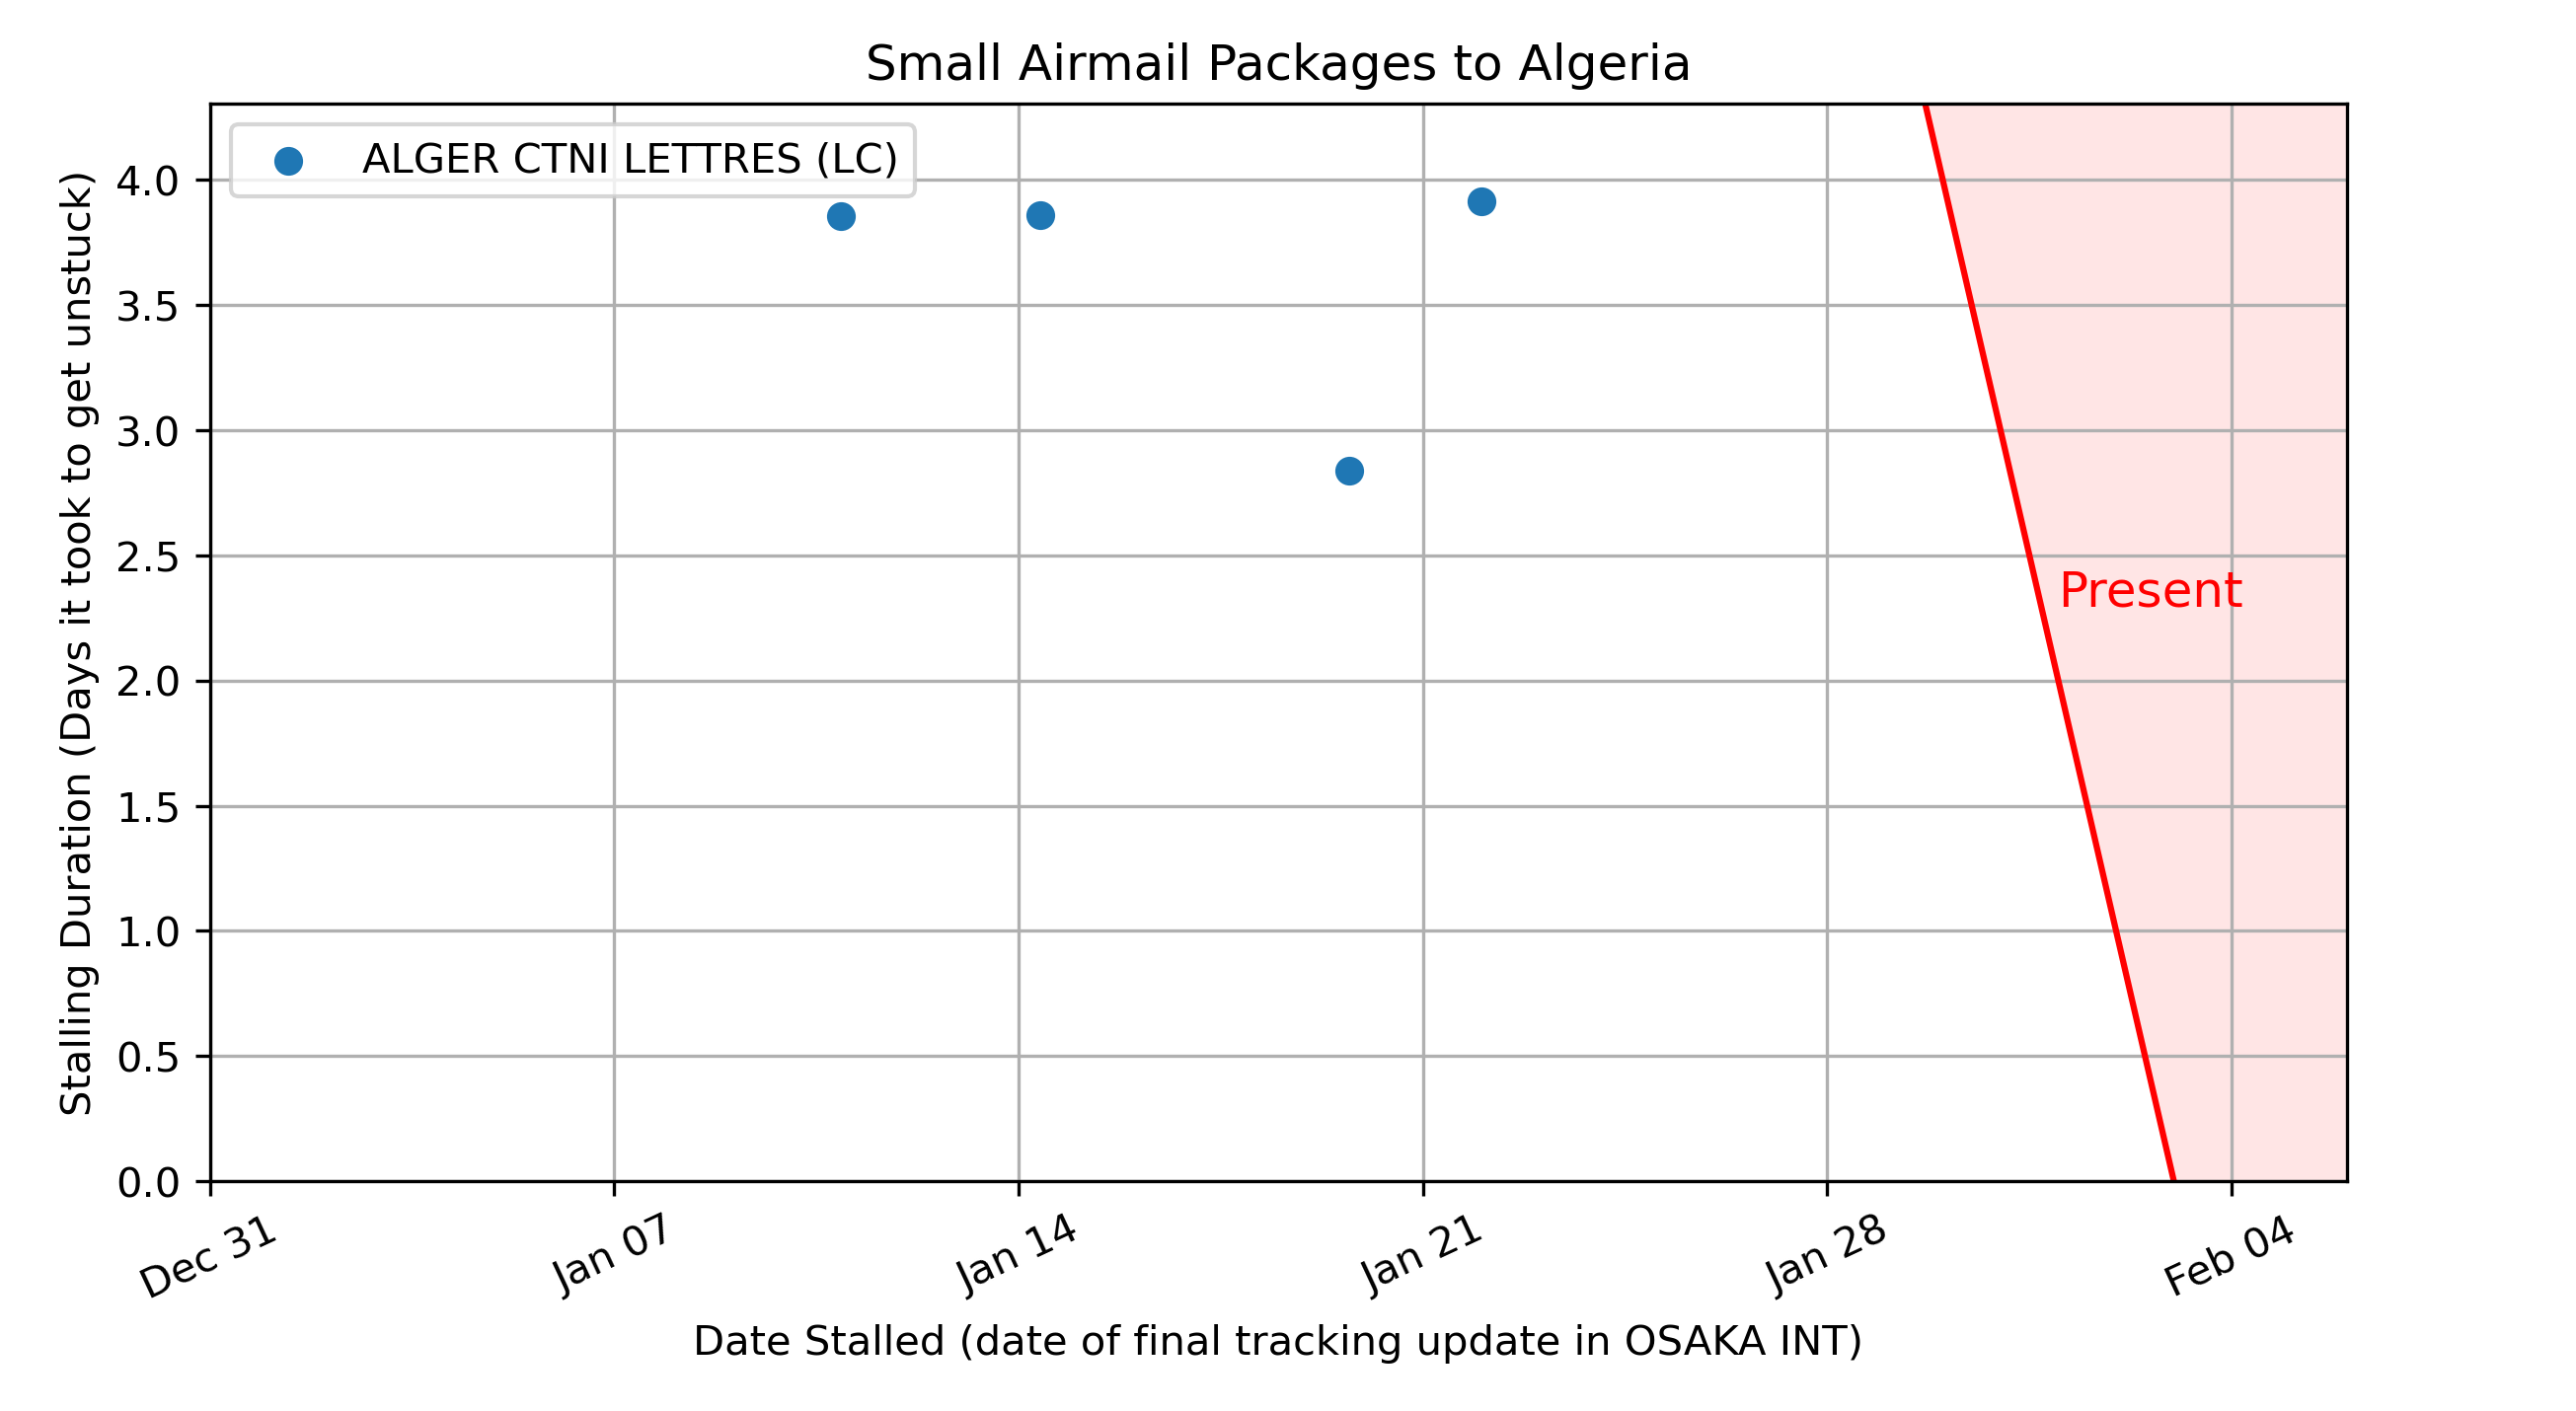 Small Airmail Packages to Algeria
ALGER CTNI LETTRES (LC)
Stalling Duration (Days it took to get unstuck)
4.0
3.5
3.0
2.5
2.0
1.5
1.0
0.5
0.0
Present
Dec 31
Jan 07
Jan 14
Jan 21
Jan 28
Feb 04
Date Stalled (date of final tracking update in OSAKA INT)